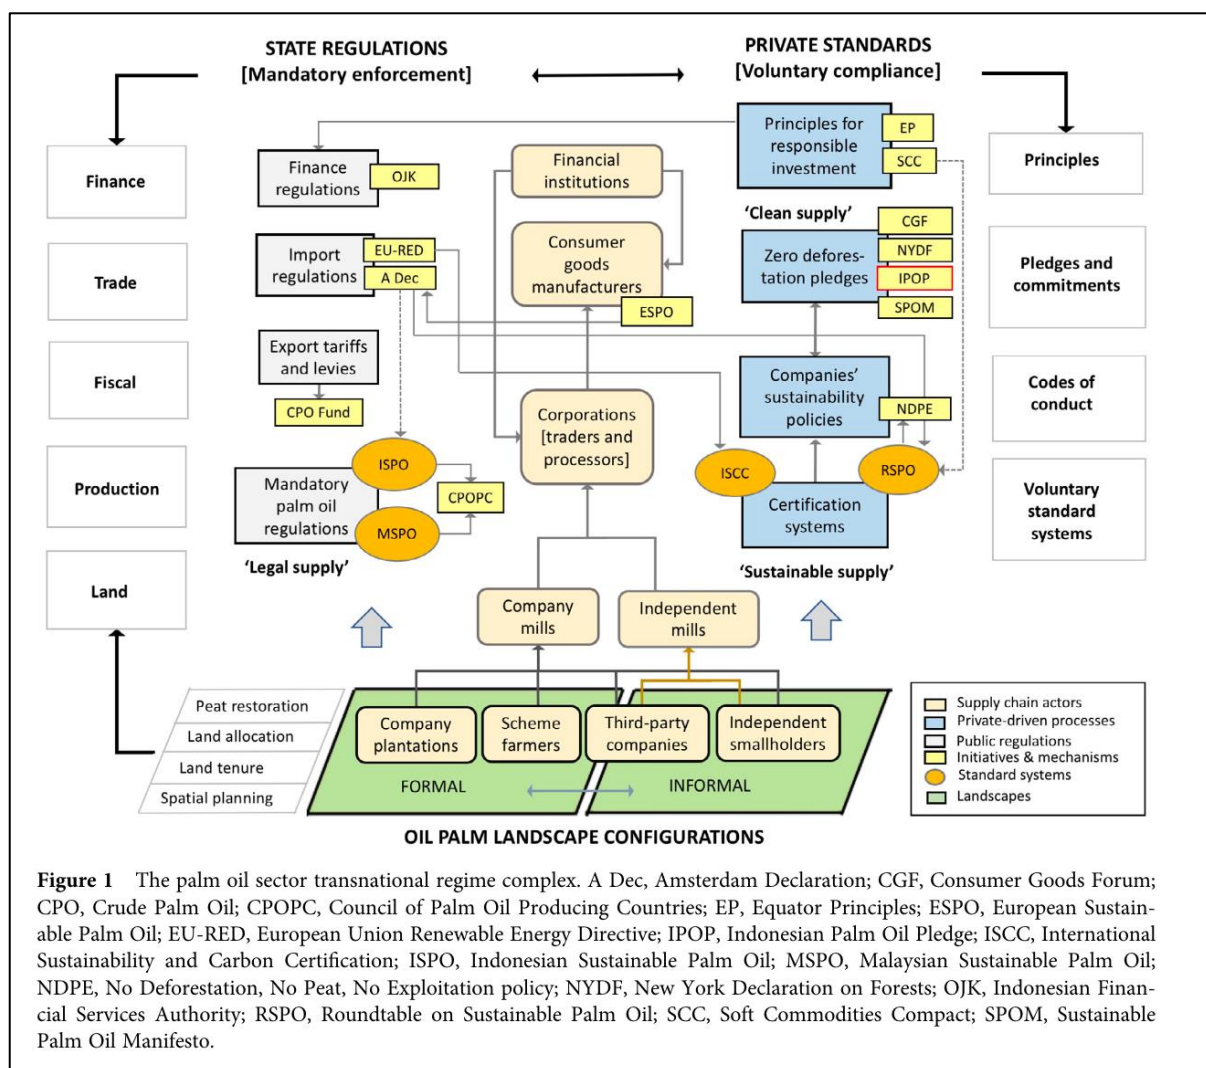 STATE REGULATIONS
[Mandatory enforcement]
PRIVATE STANDARDS
[Voluntary compliance]
Finance
Trade
Fiscal
Production
Land
Finance
regulations
OJK
Import
regulations
EU-RED
A Dec
Export tariffs
and levies
CPO Fund
ISPO
Mandatory
palm oil
regulations
MSPO
CPOPC
‘Legal supply’
Financial
institutions
Consumer
goods
manufacturers
ESPO
Corporations
[traders and
processors]
Company
mills
Independent
mills
Principles for
responsible
investment
EP
SCC
‘Clean supply’
Zero defores-
tation pledges
CGF
NYDF
IPOP
SPOM
Companies’
sustainability
policies
NDPE
ISCC
RSPO
Certification
systems
‘Sustainable supply’
Principles
Pledges and
commitments
Codes of
conduct
Voluntary
standard
systems
Peat restoration
Land allocation
Land tenure
Spatial planning
Company
plantations
Scheme
farmers
Third-party
companies
Independent
smallholders
FORMAL
INFORMAL
OIL PALM LANDSCAPE CONFIGURATIONS
Supply chain actors
Private-driven processes
Public regulations
Initiatives & mechanisms
Standard systems
Landscapes
Figure 1 The palm oil sector transnational regime complex. A Dec, Amsterdam Declaration; CGF, Consumer Goods Forum;
CPO, Crude Palm Oil; CPOPC, Council of Palm Oil Producing Countries; EP, Equator Principles; ESPO, European Sustain-
able Palm Oil; EU-RED, European Union Renewable Energy Directive; IPOP, Indonesian Palm Oil Pledge; ISCC, International
Sustainability and Carbon Certification; ISPO, Indonesian Sustainable Palm Oil; MSPO, Malaysian Sustainable Palm Oil;
NDPE, No Deforestation, No Peat, No Exploitation policy; NYDF, New York Declaration on Forests; OJK, Indonesian Finan-
cial Services Authority; RSPO, Roundtable on Sustainable Palm Oil; SCC, Soft Commodities Compact; SPOM, Sustainable
Palm Oil Manifesto.